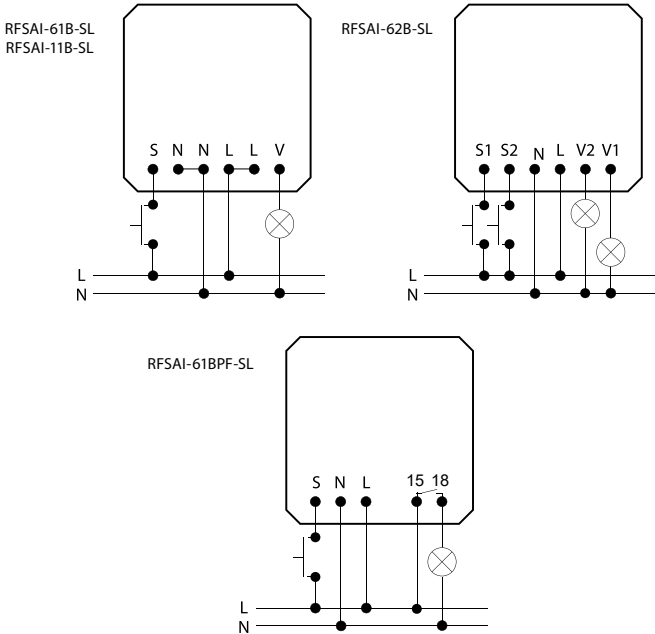 RFSAI-61B-SL
RFSAI-11B-SL
S N N L L V
L
N
RFSAI-62B-SL
S1 S2 N L V2 V1
L
N
RFSAI-61BPF-SL
S N L 15 18
L
N